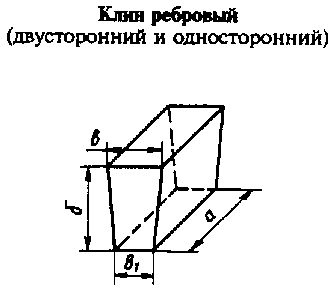 Клин ребровый
(двусторонний и односторонний)
в
б
а
в₁